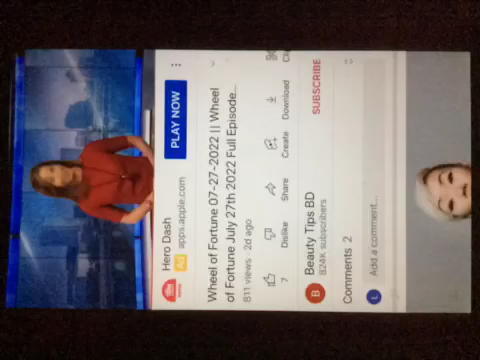 Hero Dash
Ad apps.apple.com
PLAY NOW
Wheel of Fortune 07-27-2022 || Wheel
of Fortune July 27th 2022 Full Episode...
811 views · 2d ago
7
Dislike
Share
Create
Download
Cli
B
Beauty Tips BD
824K subscribers
SUBSCRIBE
Comments 2
L
Add a comment...